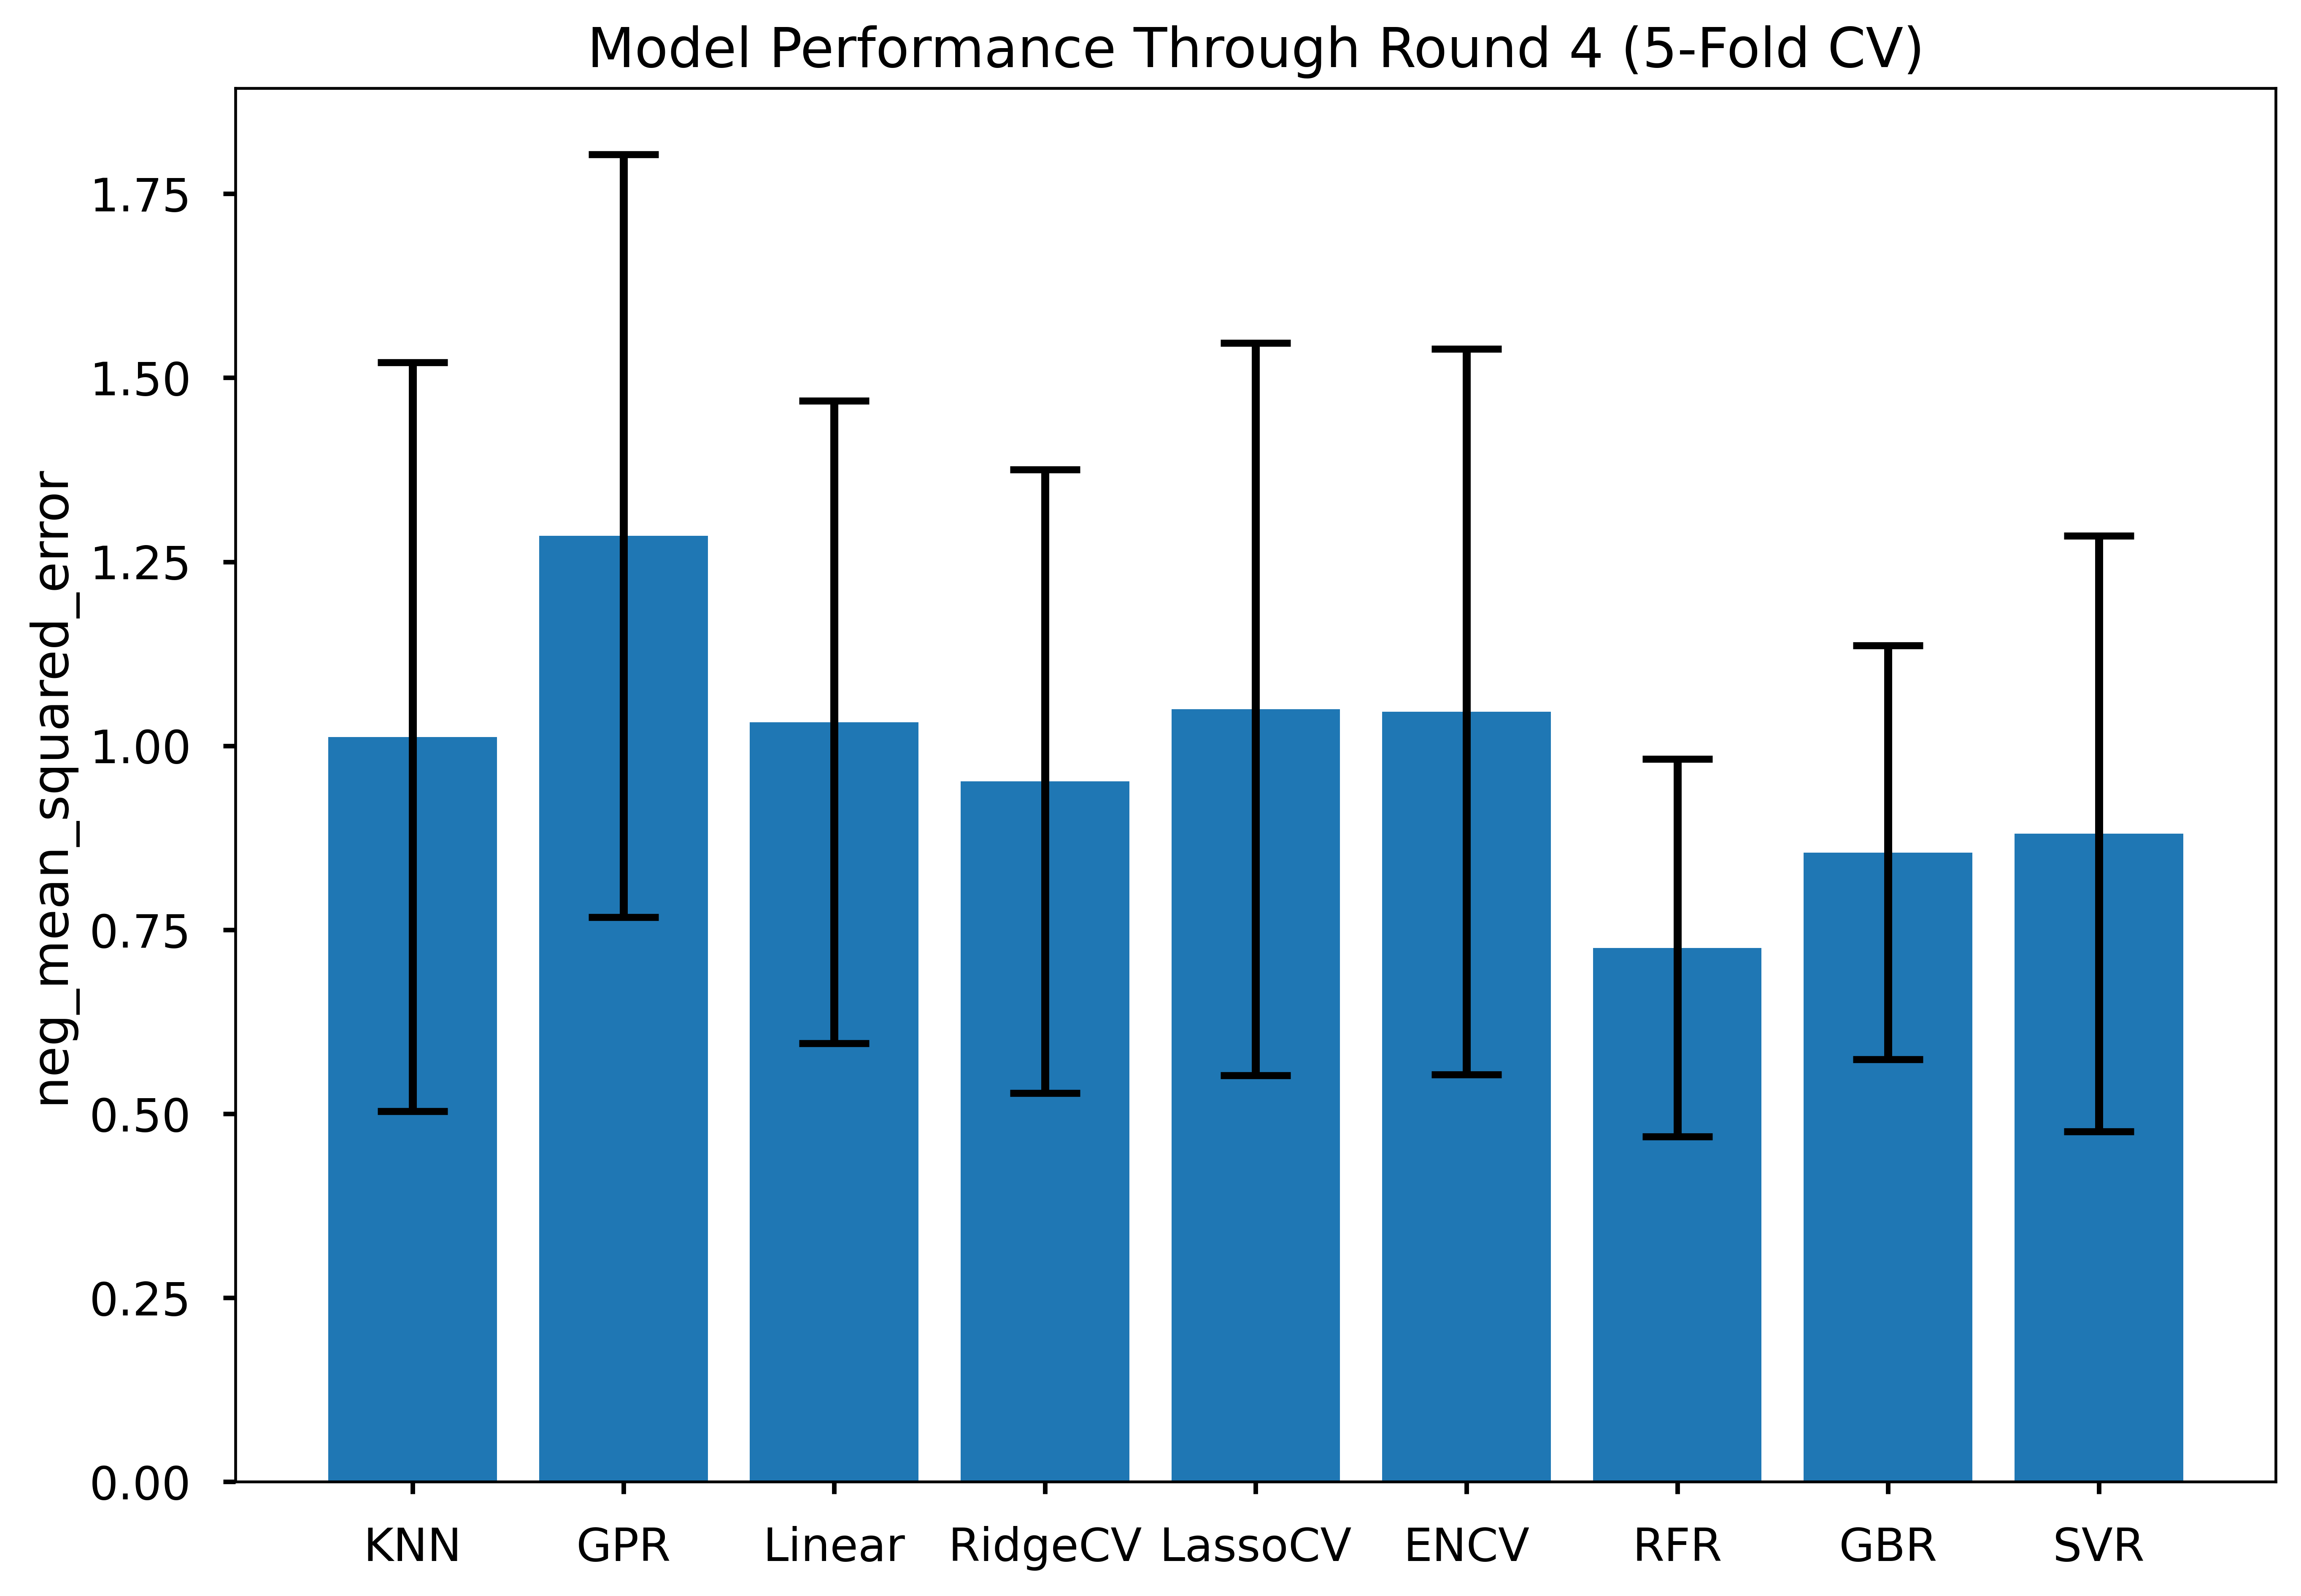 Model Performance Through Round 4 (5-Fold CV)
neg_mean_squared_error
1.75
1.50
1.25
1.00
0.75
0.50
0.25
0.00
KNN GPR Linear RidgeCV LassoCV ENCV RFR GBR SVR